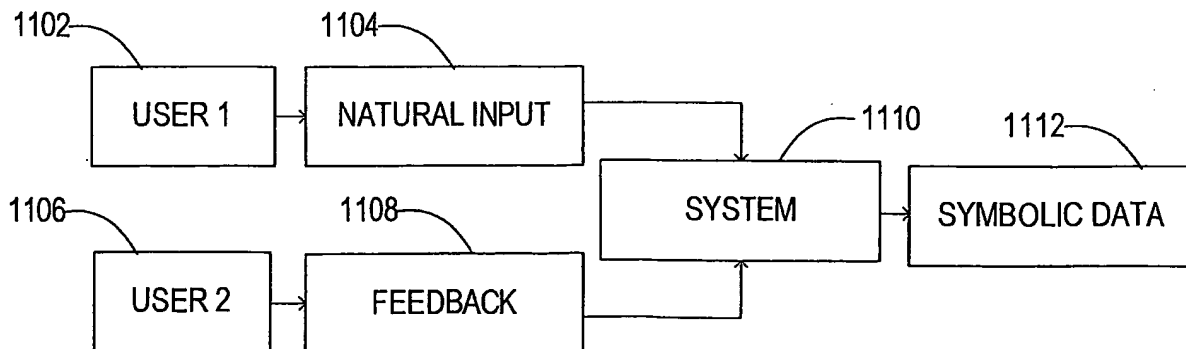 1102
1104
USER 1
NATURAL INPUT
1110
1112
SYSTEM
SYMBOLIC DATA
1106
1108
USER 2
FEEDBACK